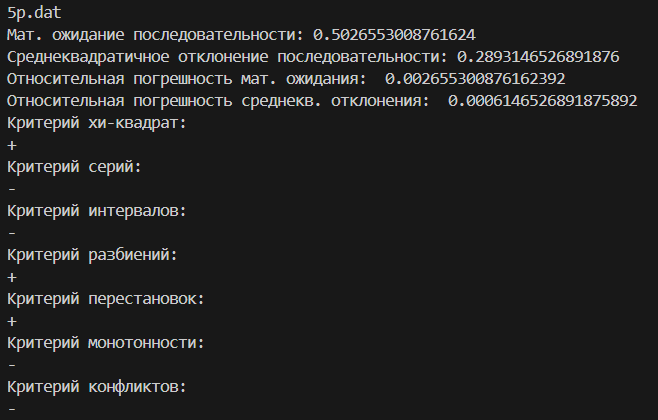 5p.dat
Мат. ожидание последовательности: 0.5026553008761624
Среднеквадратичное отклонение последовательности: 0.2893146526891876
Относительная погрешность мат. ожидания:  0.002655300876162392
Относительная погрешность среднекв. отклонения:  0.0006146526891875892
Критерий хи-квадрат:
+
Критерий серий:
-
Критерий интервалов:
-
Критерий разбиений:
+
Критерий перестановок:
+
Критерий монотонности:
-
Критерий конфликтов:
-